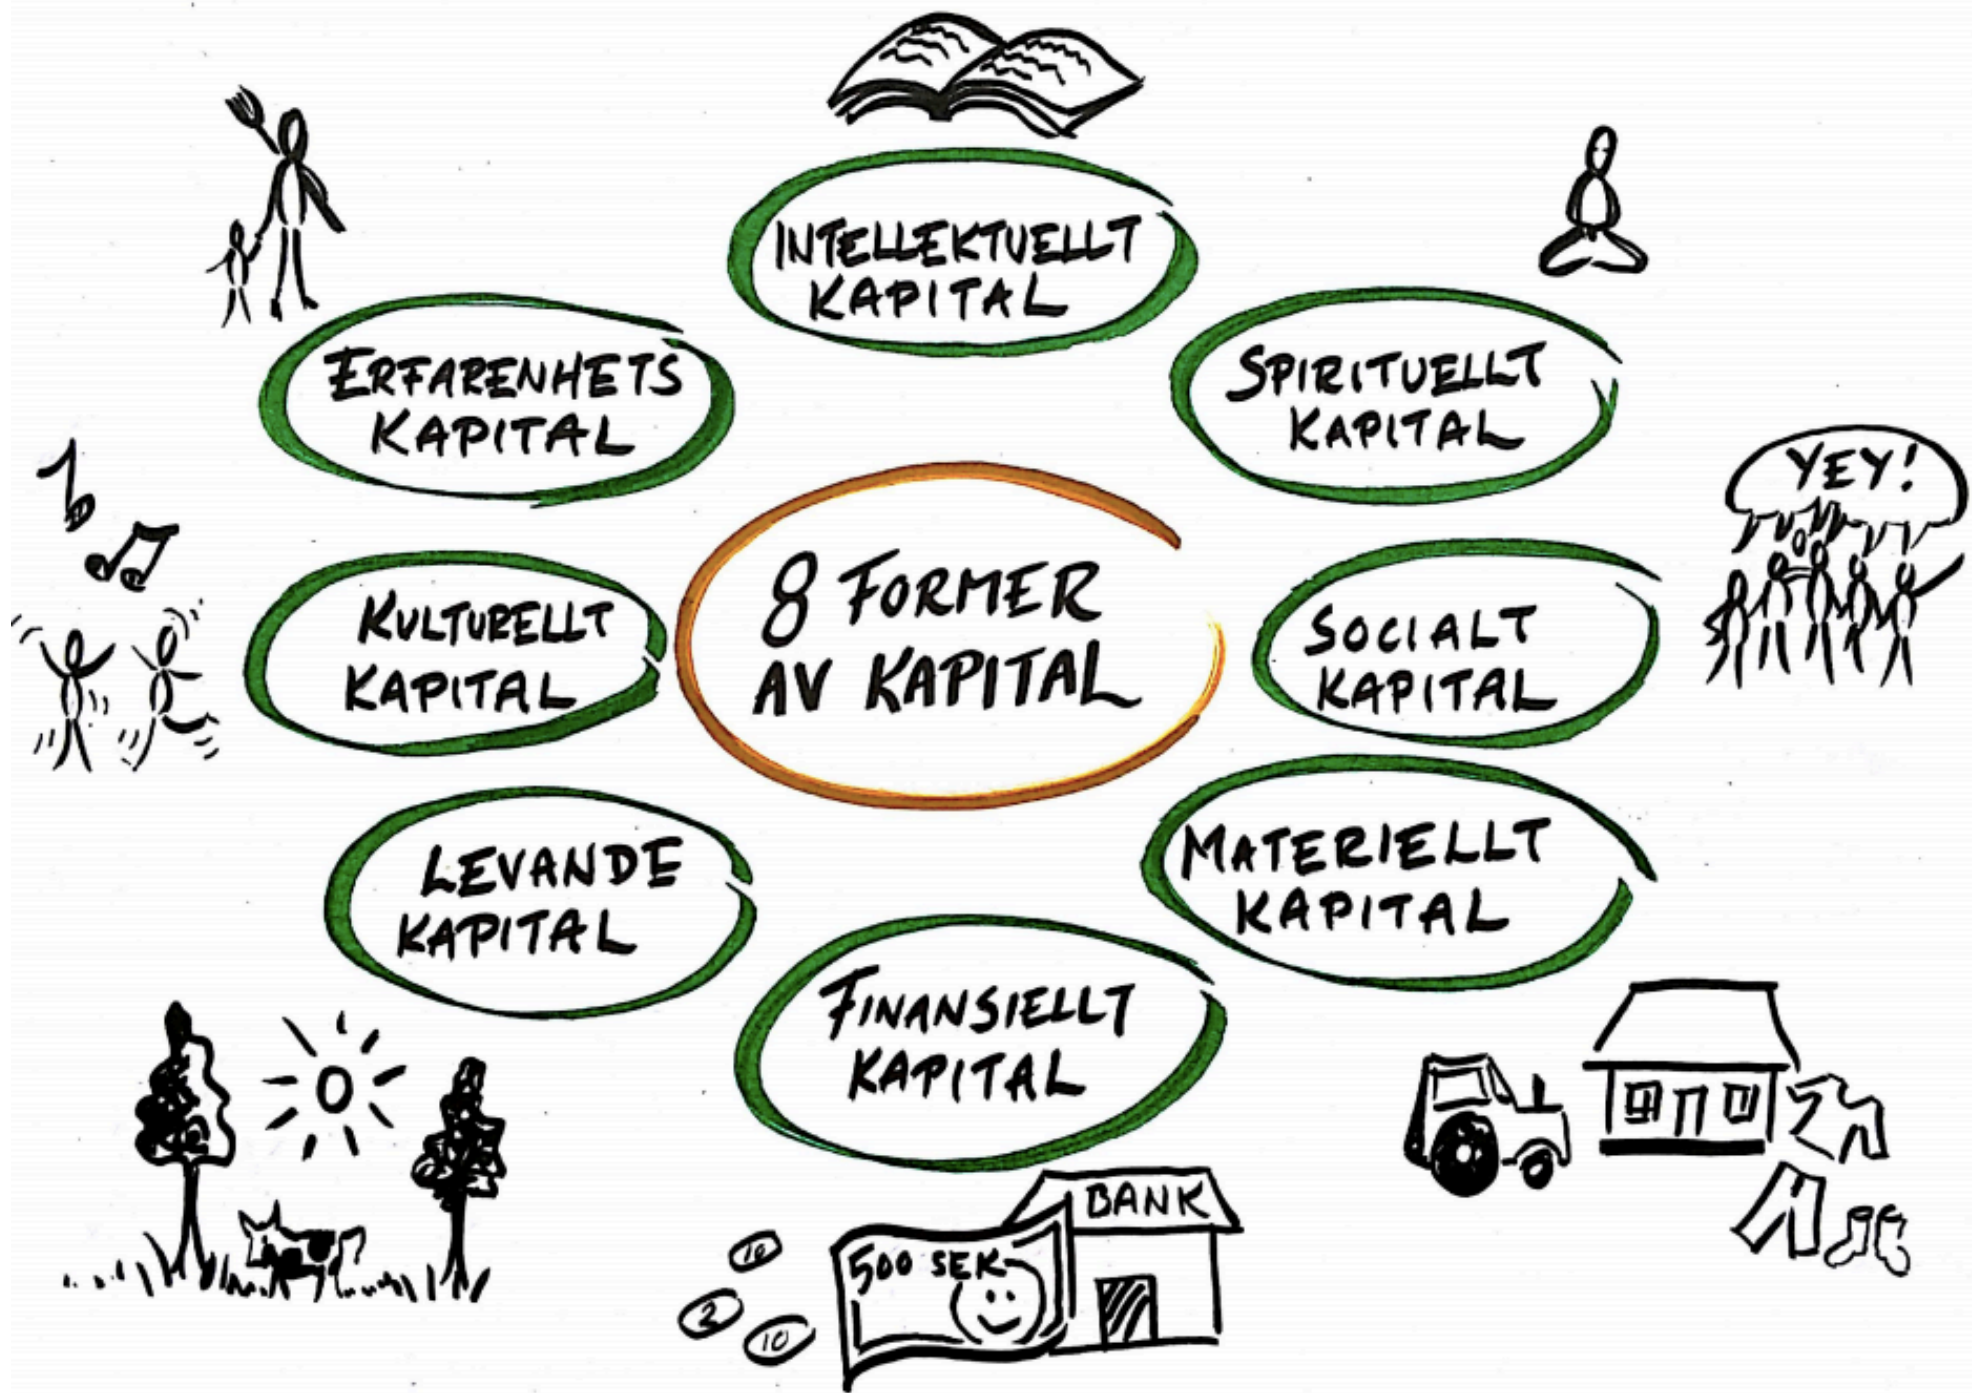 INTELLEKTUELLT
KAPITAL
SPIRITUELLT
KAPITAL
ERFARENHETS
KAPITAL
YEY!
8 FORMER
AV KAPITAL
KULTURELLT
KAPITAL
SOCIALT
KAPITAL
MATERIELLT
KAPITAL
LEVANDE
KAPITAL
FINANSIELLT
KAPITAL
BANK
500 SEK
10
2
10